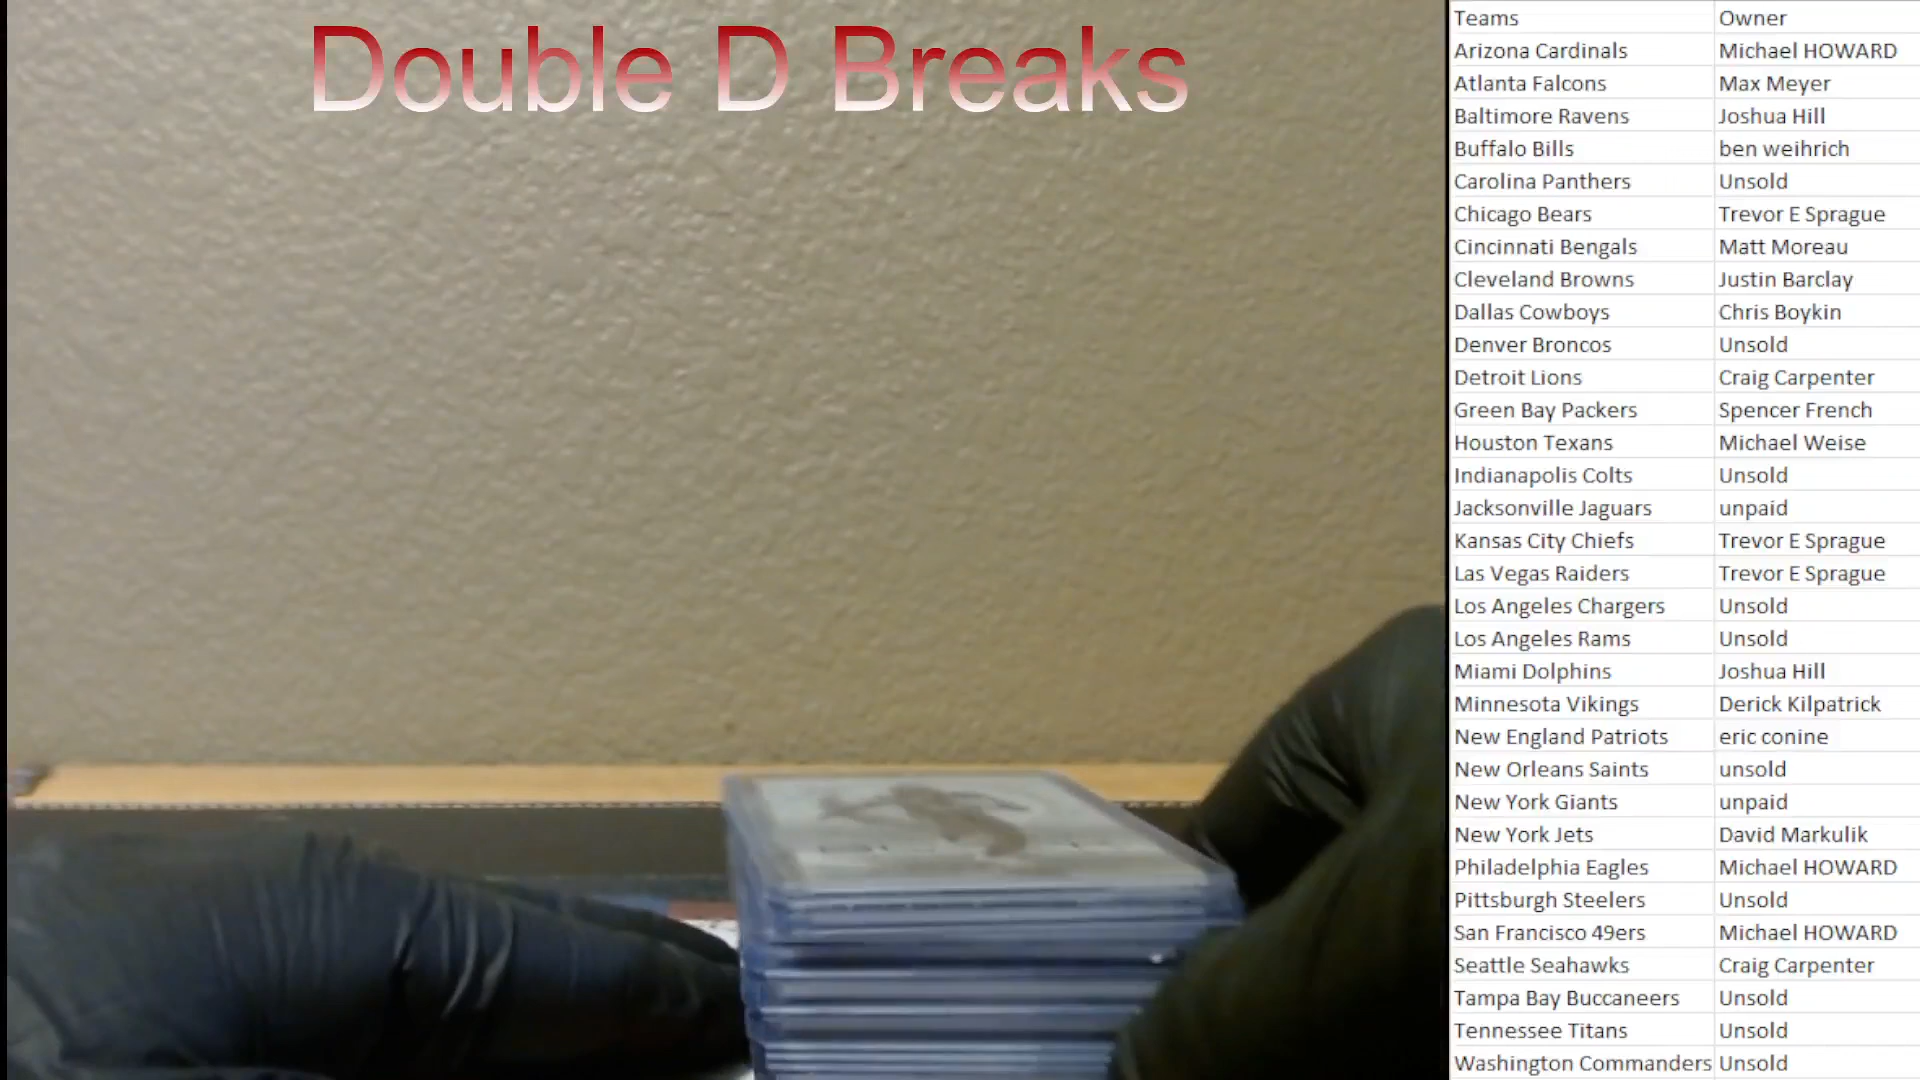 Double D Breaks
Teams Owner
Arizona Cardinals Michael HOWARD
Atlanta Falcons Max Meyer
Baltimore Ravens Joshua Hill
Buffalo Bills ben weihrich
Carolina Panthers Unsold
Chicago Bears Trevor E Sprague
Cincinnati Bengals Matt Moreau
Cleveland Browns Justin Barclay
Dallas Cowboys Chris Boykin
Denver Broncos Unsold
Detroit Lions Craig Carpenter
Green Bay Packers Spencer French
Houston Texans Michael Weise
Indianapolis Colts Unsold
Jacksonville Jaguars unpaid
Kansas City Chiefs Trevor E Sprague
Las Vegas Raiders Trevor E Sprague
Los Angeles Chargers Unsold
Los Angeles Rams Unsold
Miami Dolphins Joshua Hill
Minnesota Vikings Derick Kilpatrick
New England Patriots eric conine
New Orleans Saints unsold
New York Giants unpaid
New York Jets David Markulik
Philadelphia Eagles Michael HOWARD
Pittsburgh Steelers Unsold
San Francisco 49ers Michael HOWARD
Seattle Seahawks Craig Carpenter
Tampa Bay Buccaneers Unsold
Tennessee Titans Unsold
Washington Commanders Unsold